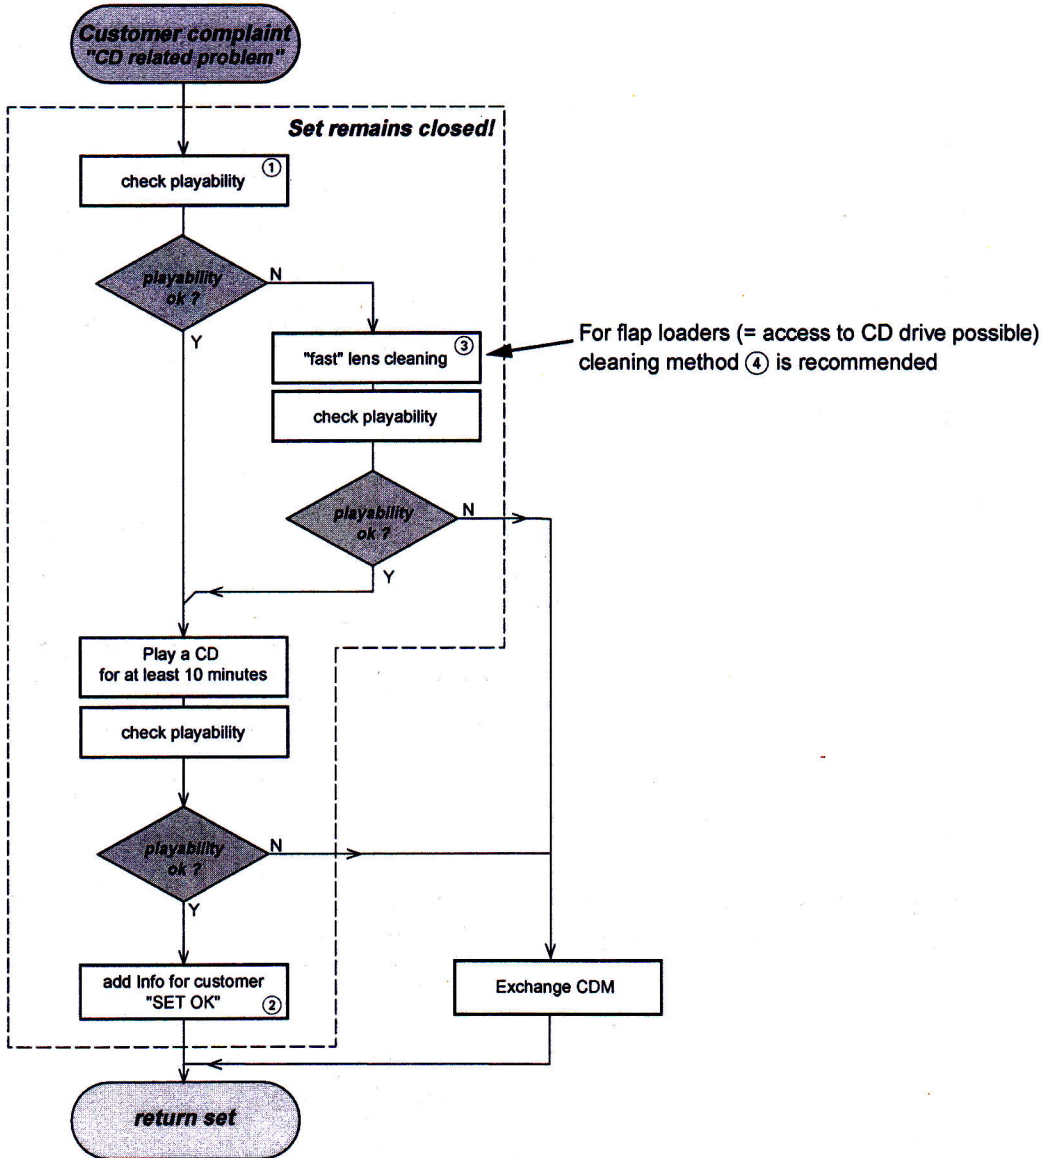 Customer complaint
"CD related problem"
Set remains closed!
①
check playability
playability
ok ?
N
Y
③
"fast" lens cleaning
For flap loaders (= access to CD drive possible)
cleaning method ④ is recommended
check playability
playability
ok ?
N
Y
Play a CD
for at least 10 minutes
check playability
playability
ok ?
N
Y
add Info for customer
"SET OK"
②
Exchange CDM
return set